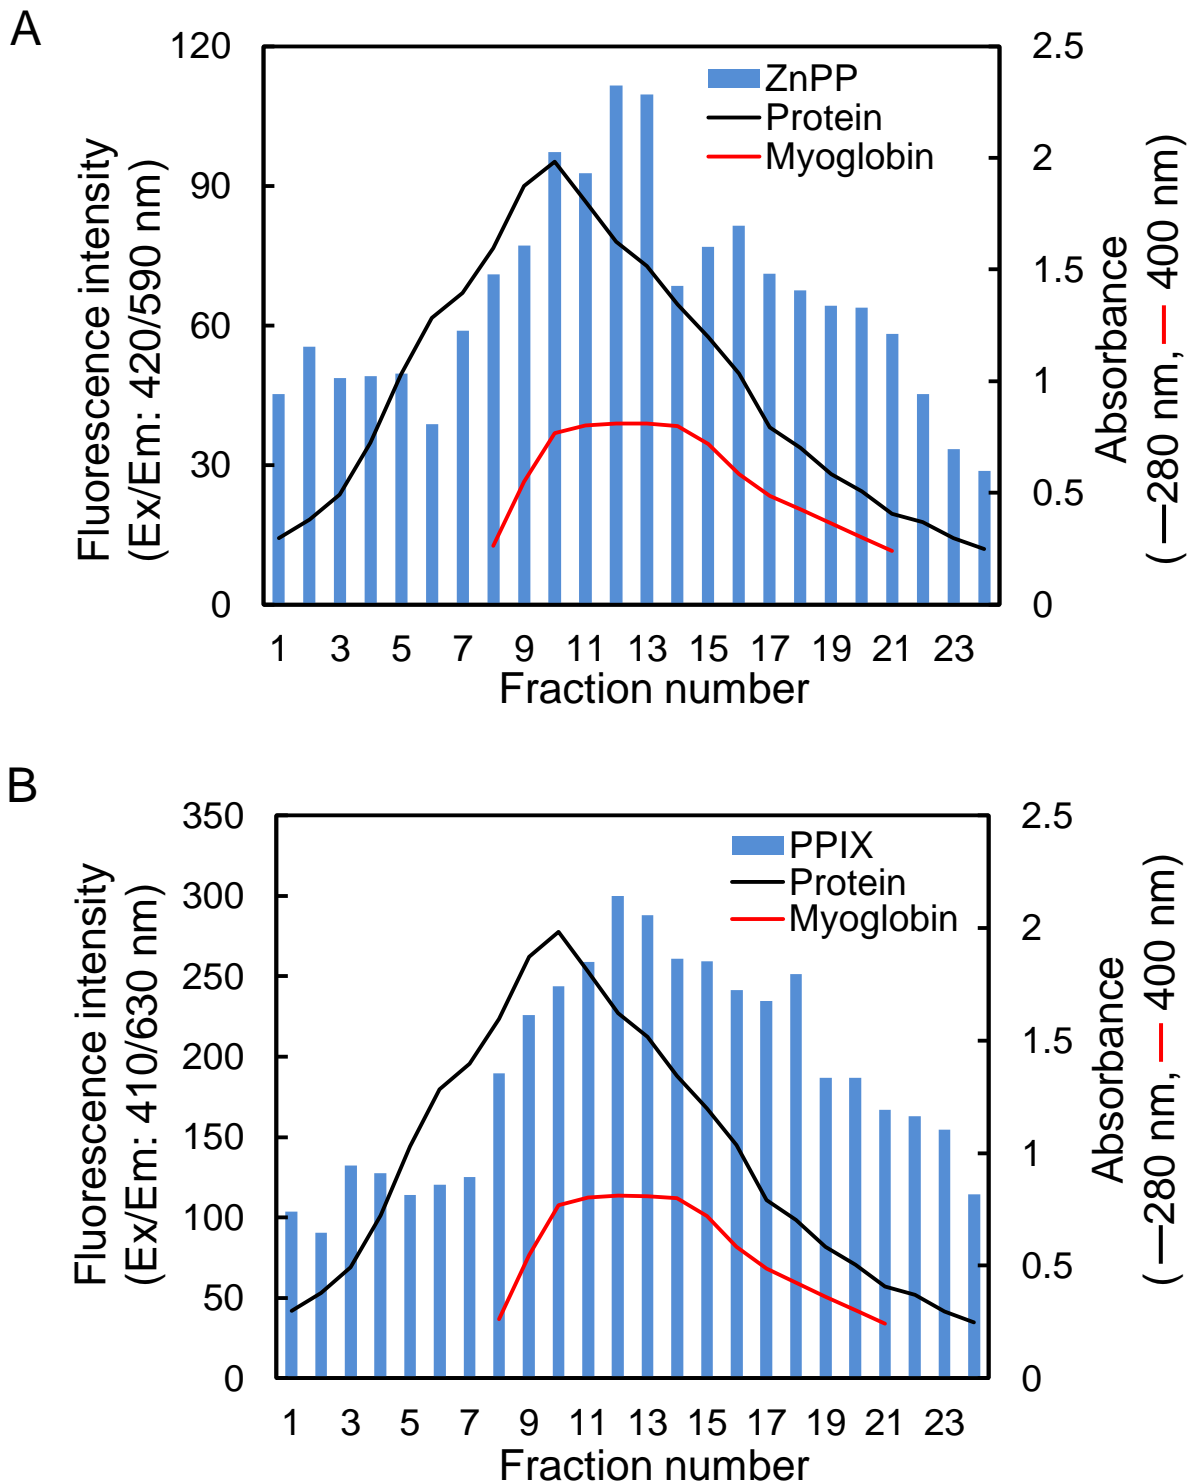 A
120
90
60
30
0
Fluorescence intensity
(Ex/Em: 420/590 nm)
ZnPP
Protein
Myoglobin
2.5
2
1.5
1
0.5
0
Absorbance
(—280 nm, — 400 nm)
1 3 5 7 9 11 13 15 17 19 21 23
Fraction number
B
350
300
250
200
150
100
50
0
Fluorescence intensity
(Ex/Em: 410/630 nm)
PPIX
Protein
Myoglobin
2.5
2
1.5
1
0.5
0
Absorbance
(—280 nm, — 400 nm)
1 3 5 7 9 11 13 15 17 19 21 23
Fraction number